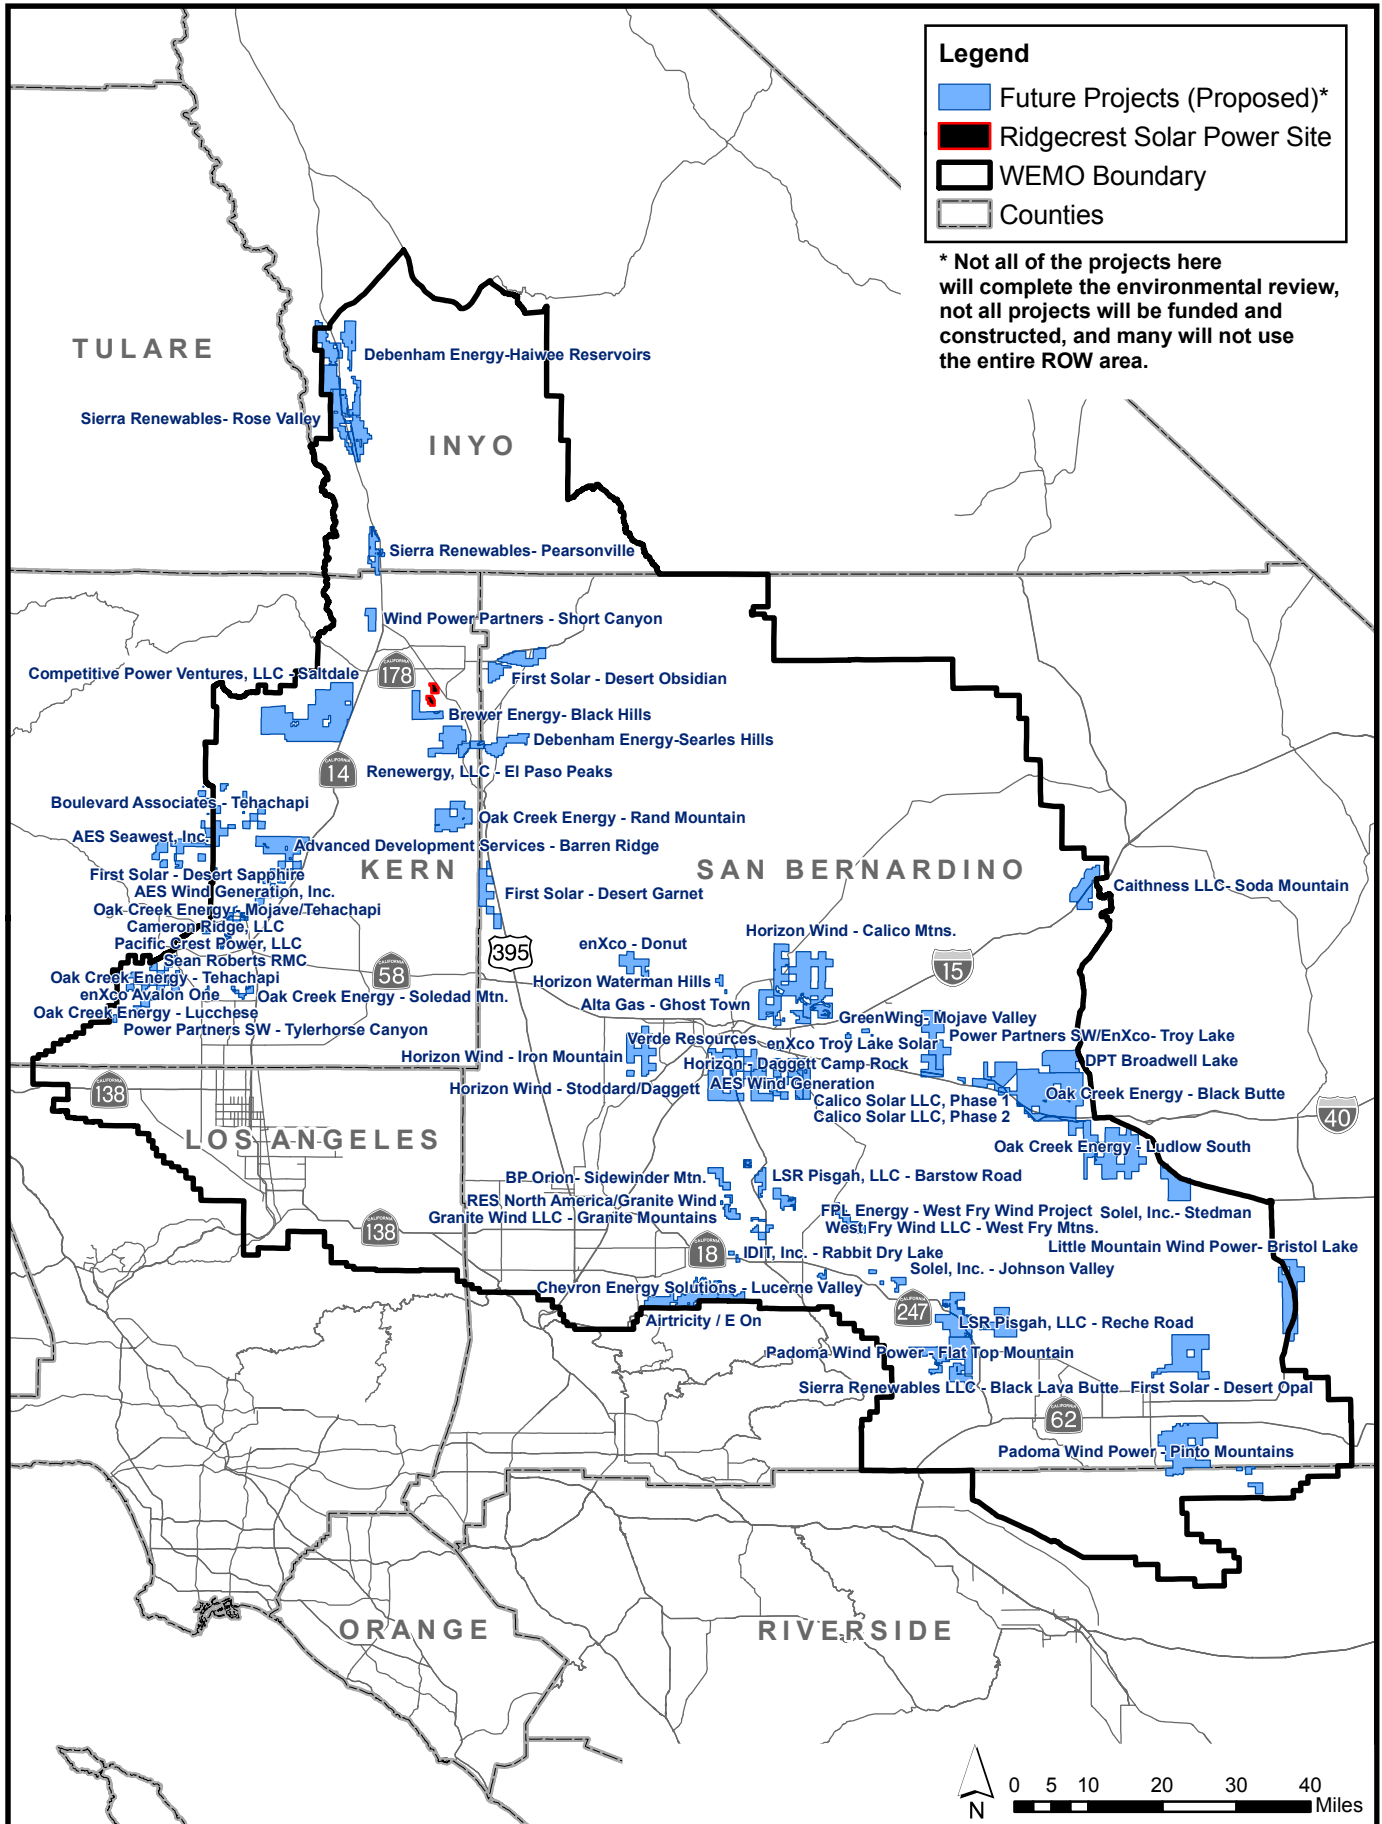 Legend
Future Projects (Proposed)*
Ridgecrest Solar Power Site
WEMO Boundary
Counties
* Not all of the projects here
will complete the environmental review,
not all projects will be funded and
constructed, and many will not use
the entire ROW area.
TULARE
Debenham Energy-Haiwee Reservoirs
Sierra Renewables- Rose Valley
INYO
Sierra Renewables- Pearsonville
Wind Power Partners - Short Canyon
Competitive Power Ventures, LLC - Saltdale
CALIFORNIA
178
First Solar - Desert Obsidian
Brewer Energy- Black Hills
Debenham Energy-Searles Hills
CALIFORNIA
14
Renewergy, LLC - El Paso Peaks
Boulevard Associates - Tehachapi
Oak Creek Energy - Rand Mountain
AES Seawest, Inc.
Advanced Development Services - Barren Ridge
KERN
SAN BERNARDINO
First Solar - Desert Sapphire
AES Wind Generation, Inc.
First Solar - Desert Garnet
Caithness LLC- Soda Mountain
Oak Creek Energy - Mojave/Tehachapi
Cameron Ridge, LLC
Pacific Crest Power, LLC
Sean Roberts RMC
Oak Creek Energy - Tehachapi
enXco Avalon One
Oak Creek Energy - Soledad Mtn.
Oak Creek Energy - Lucchese
Power Partners SW - Tylerhorse Canyon
CALIFORNIA
58
395
15
Horizon Wind - Calico Mtns.
enXco - Donut
Horizon Waterman Hills
Alta Gas - Ghost Town
GreenWing- Mojave Valley
Verde Resources
enXco Troy Lake Solar
Power Partners SW/EnXco- Troy Lake
Horizon Wind - Iron Mountain
Horizon - Daggett Camp Rock
DPT Broadwell Lake
Horizon Wind - Stoddard/Daggett
AES Wind Generation
Oak Creek Energy - Black Butte
Calico Solar LLC, Phase 1
Calico Solar LLC, Phase 2
CALIFORNIA
138
40
LOS ANGELES
Oak Creek Energy - Ludlow South
BP Orion- Sidewinder Mtn.
LSR Pisgah, LLC - Barstow Road
RES North America/Granite Wind
Granite Wind LLC - Granite Mountains
FPL Energy - West Fry Wind Project
Solel, Inc.- Stedman
West Fry Wind LLC - West Fry Mtns.
CALIFORNIA
138
CALIFORNIA
18
IDIT, Inc. - Rabbit Dry Lake
Little Mountain Wind Power- Bristol Lake
Solel, Inc. - Johnson Valley
Chevron Energy Solutions - Lucerne Valley
CALIFORNIA
247
Airtricity / E On
LSR Pisgah, LLC - Reche Road
Padoma Wind Power - Flat Top Mountain
Sierra Renewables LLC - Black Lava Butte
First Solar - Desert Opal
CALIFORNIA
62
Padoma Wind Power - Pinto Mountains
ORANGE
RIVERSIDE
N
0 5 10 20 30 40
Miles